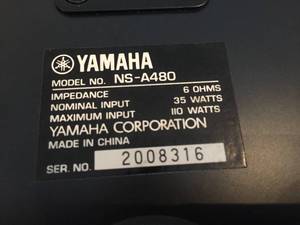 YAMAHA
MODEL NO. NS-A480
IMPEDANCE 6 OHMS
NOMINAL INPUT 35 WATTS
MAXIMUM INPUT 110 WATTS
YAMAHA CORPORATION
MADE IN CHINA
SER. NO. 2008316